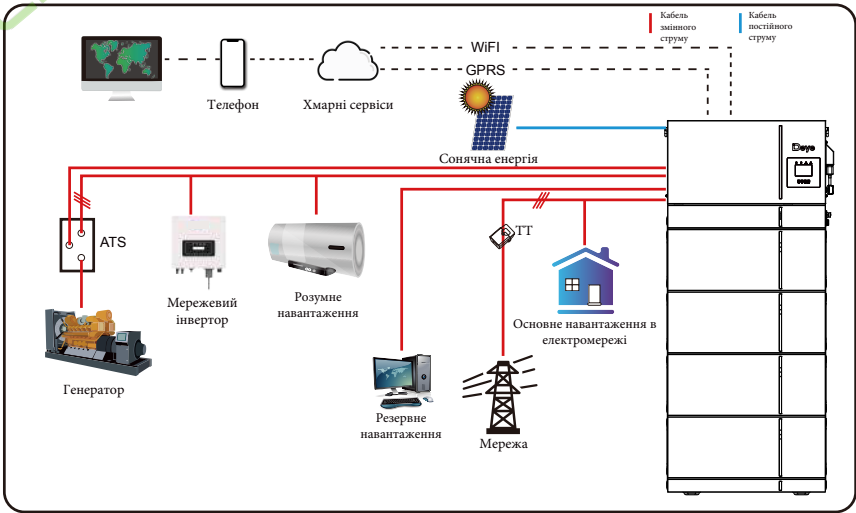 Кабель
змінного
струму
Кабель
постійного
струму
WiFI
GPRS
Телефон
Хмарні сервіси
Сонячна енергія
Deye
ATS
ТТ
Мережевий
інвертор
Розумне
навантаження
Основне навантаження в
електромережі
Генератор
Резервне
навантаження
Мережа